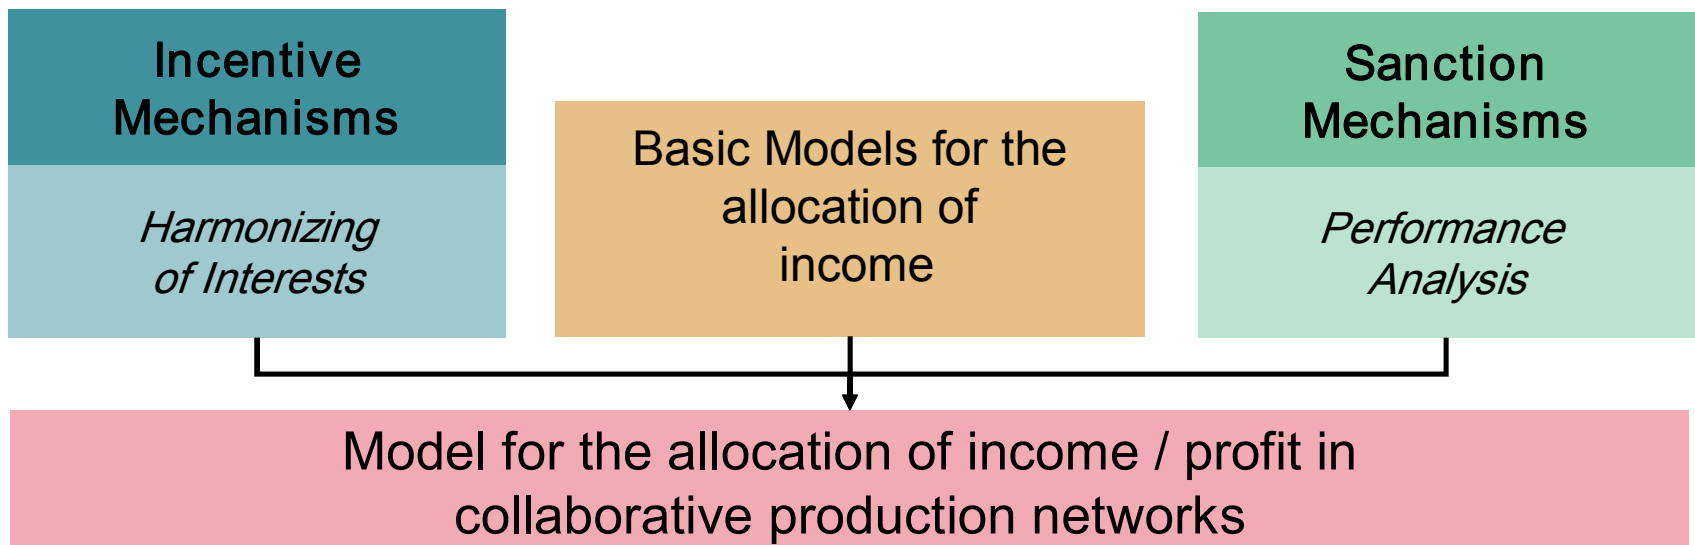 Incentive
Mechanisms
Harmonizing
of Interests
Basic Models for the
allocation of
income
Sanction
Mechanisms
Performance
Analysis
Model for the allocation of income / profit in
collaborative production networks